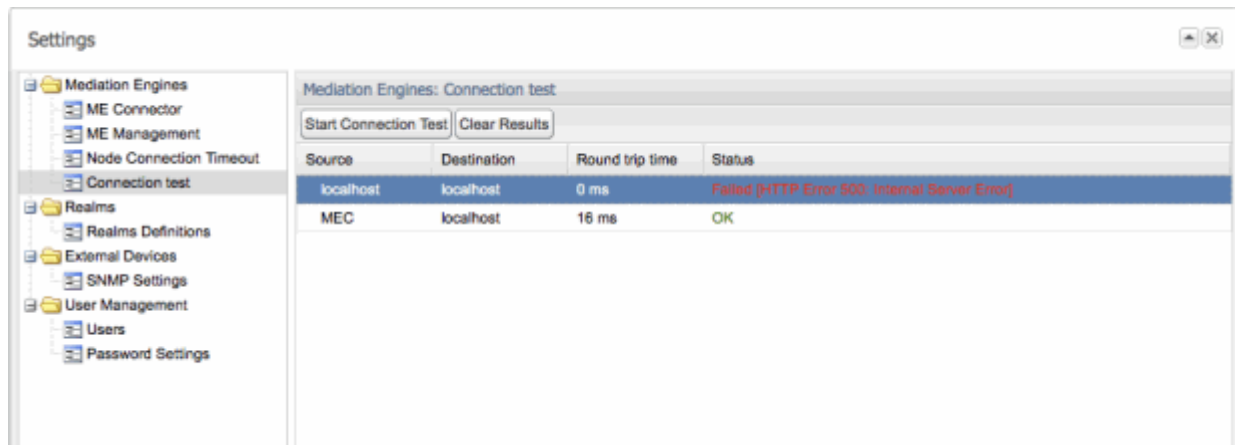 Settings
Mediation Engines
ME Connector
ME Management
Node Connection Timeout
Connection test
Realms
Realms Definitions
External Devices
SNMP Settings
User Management
Users
Password Settings
Mediation Engines: Connection test
Start Connection Test Clear Results
Source Destination Round trip time Status
localhost localhost 0 ms Failed [HTTP Error 500: Internal Server Error]
MEC localhost 16 ms OK